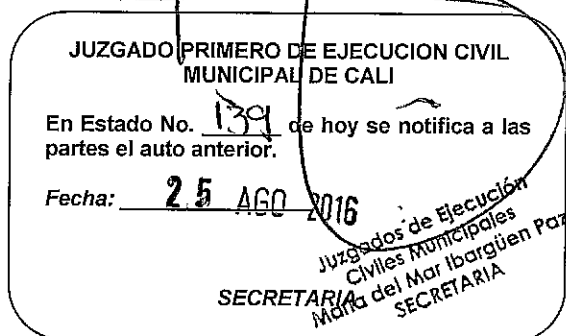 JUZGADO PRIMERO DE EJECUCION CIVIL
MUNICIPAL DE CALI
En Estado No. 139 de hoy se notifica a las
partes el auto anterior.
Fecha: 25 AGO 2016
Juzgados de Ejecución
Civiles Municipales
María del Mar Ibargüen Paz
SECRETARIA
SECRETARIA